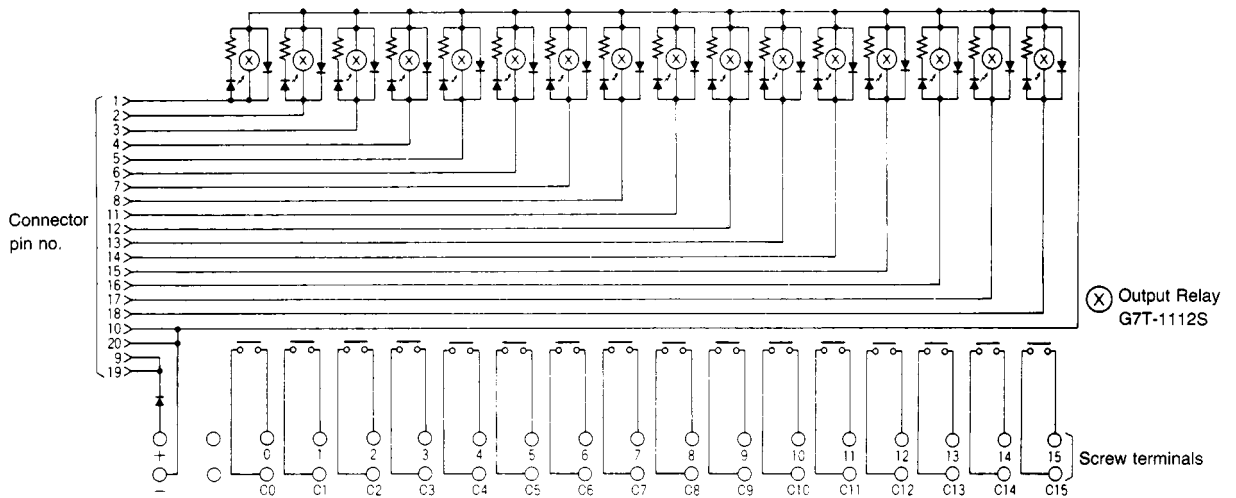 X X X X X X X X X X X X X X X X
1
2
3
4
5
6
7
8
11
12
13
14
15
16
17
18
10
20
9
19
Connector
pin no.
X Output Relay
G7T-1112S
+ 0 1 2 3 4 5 6 7 8 9 10 11 12 13 14 15
Screw terminals
− C0 C1 C2 C3 C4 C5 C6 C7 C8 C9 C10 C11 C12 C13 C14 C15